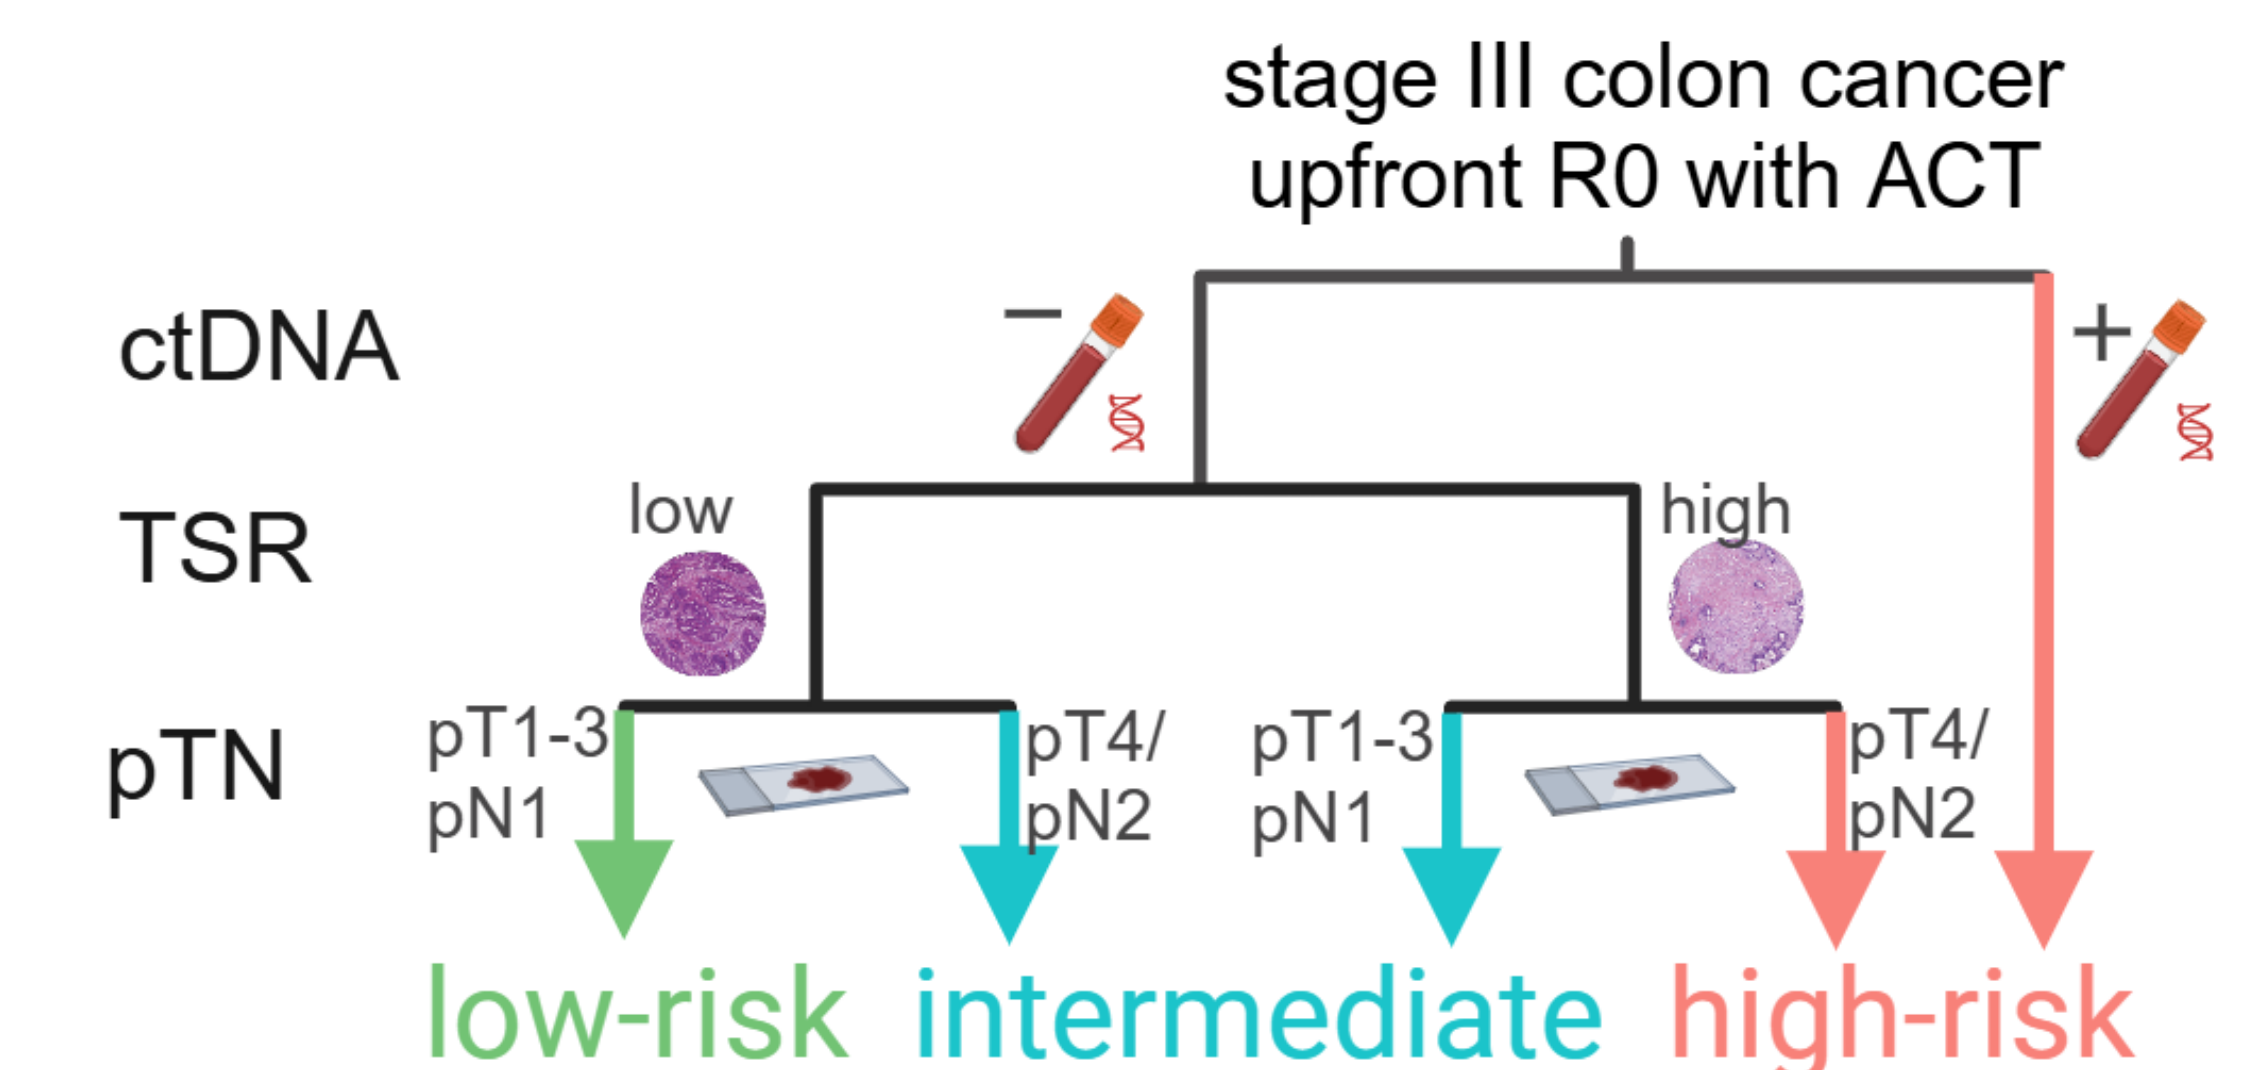 stage III colon cancer
upfront R0 with ACT
ctDNA
−
+
TSR
low
high
pTN
pT1-3
pN1
pT4/
pN2
pT1-3
pN1
pT4/
pN2
low-risk
intermediate
high-risk